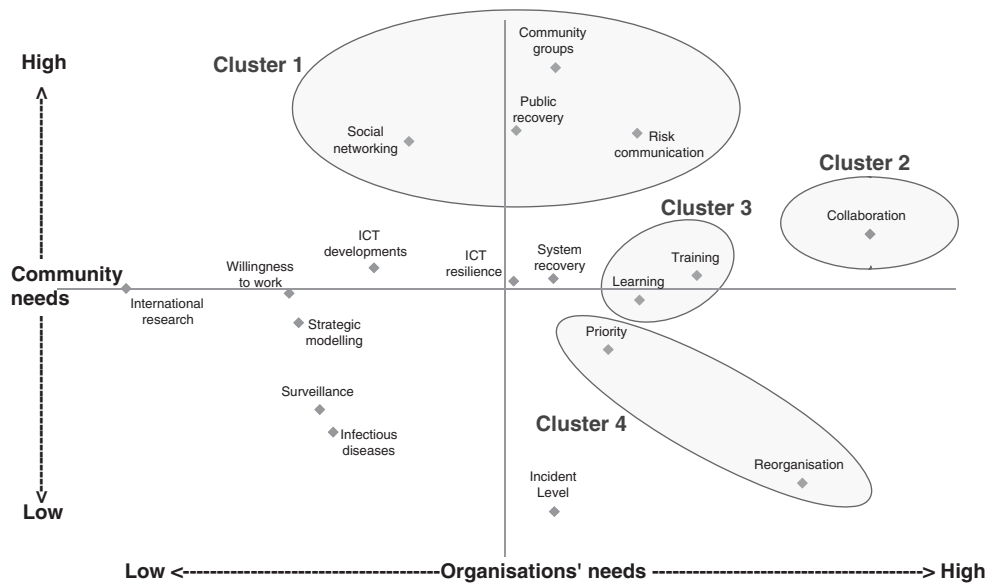 Community
groups
High
Cluster 1
Public
recovery
Social
networking
Risk
communication
Cluster 2
Collaboration
Cluster 3
ICT
developments
ICT
resilience
System
recovery
Training
Willingness
to work
Learning
Community
needs
International
research
Strategic
modelling
Priority
Surveillance
Cluster 4
Infectious
diseases
Reorganisation
Incident
Level
Low
Low <------------------------------Organisations' needs ---------------------------------> High